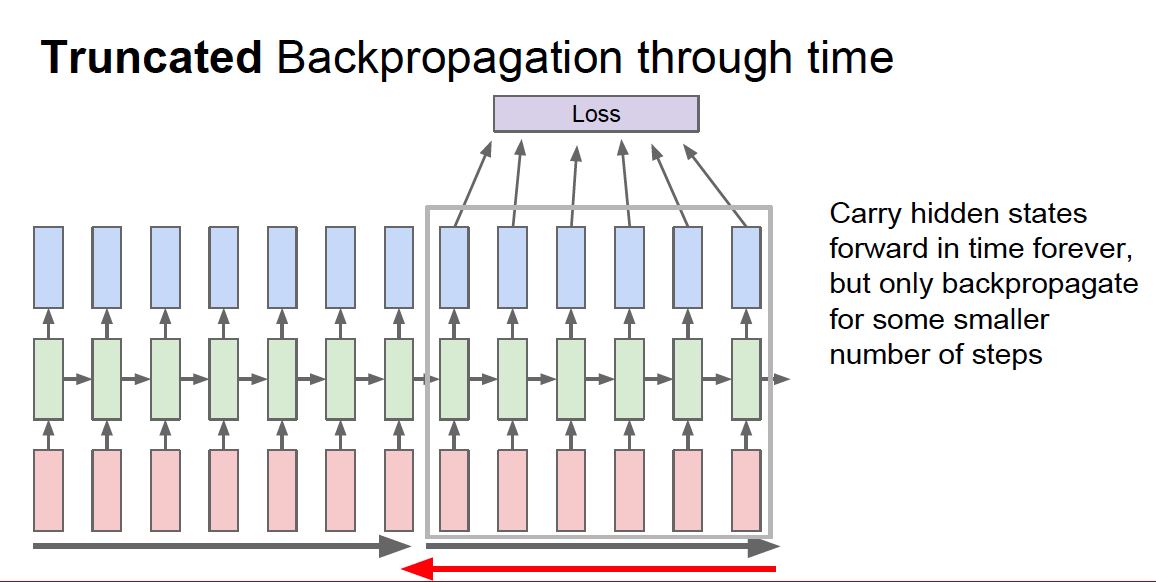 Truncated Backpropagation through time
Loss
Carry hidden states
forward in time forever,
but only backpropagate
for some smaller
number of steps